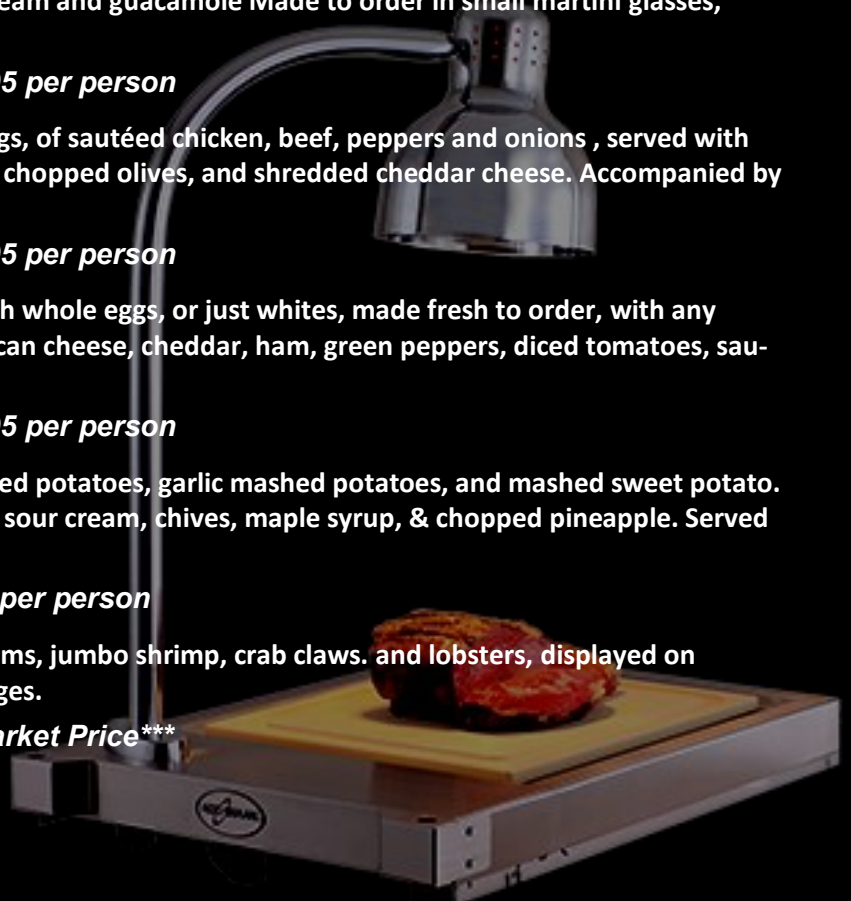 eam and guacamole Made to order in small martini glasses,
5 per person
gs, of sautéed chicken, beef, peppers and onions , served with
chopped olives, and shredded cheddar cheese. Accompanied by
5 per person
h whole eggs, or just whites, made fresh to order, with any
can cheese, cheddar, ham, green peppers, diced tomatoes, sau-
5 per person
ed potatoes, garlic mashed potatoes, and mashed sweet potato.
sour cream, chives, maple syrup, & chopped pineapple. Served
per person
ms, jumbo shrimp, crab claws. and lobsters, displayed on
ges.
arket Price***